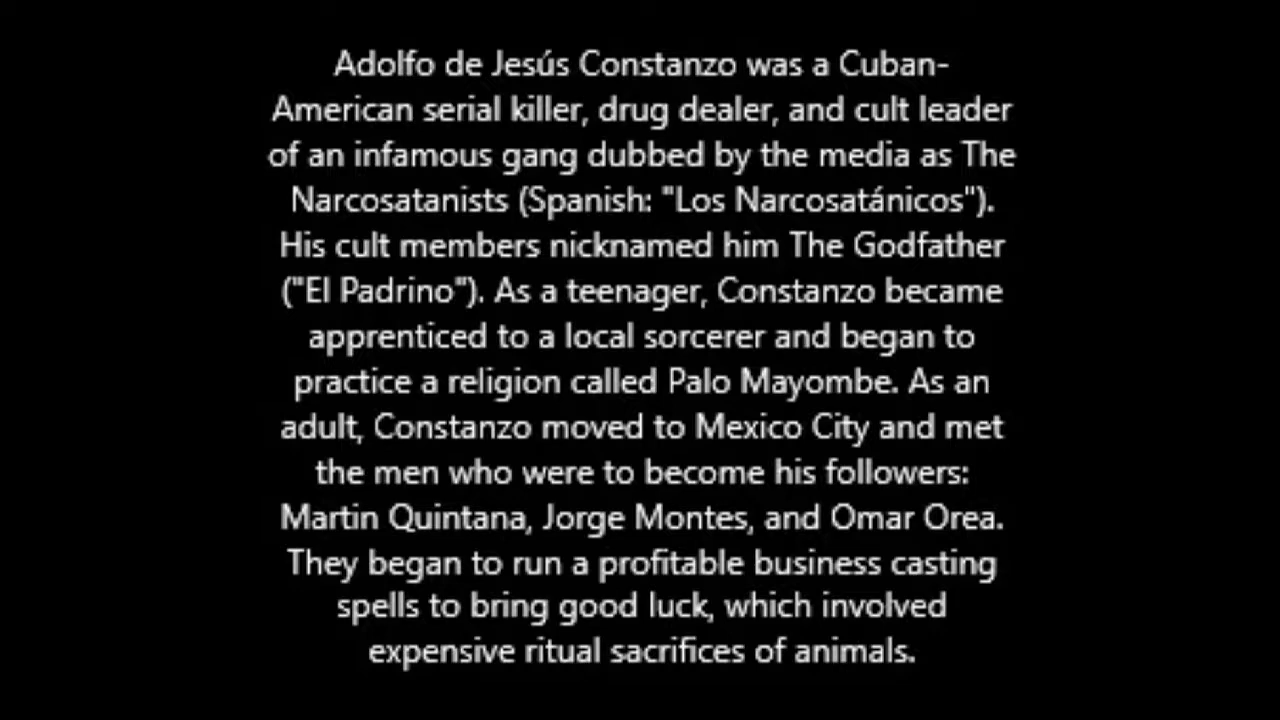 Adolfo de Jesús Constanzo was a Cuban-
American serial killer, drug dealer, and cult leader
of an infamous gang dubbed by the media as The
Narcosatanists (Spanish: "Los Narcosatánicos").
His cult members nicknamed him The Godfather
("El Padrino"). As a teenager, Constanzo became
apprenticed to a local sorcerer and began to
practice a religion called Palo Mayombe. As an
adult, Constanzo moved to Mexico City and met
the men who were to become his followers:
Martin Quintana, Jorge Montes, and Omar Orea.
They began to run a profitable business casting
spells to bring good luck, which involved
expensive ritual sacrifices of animals.